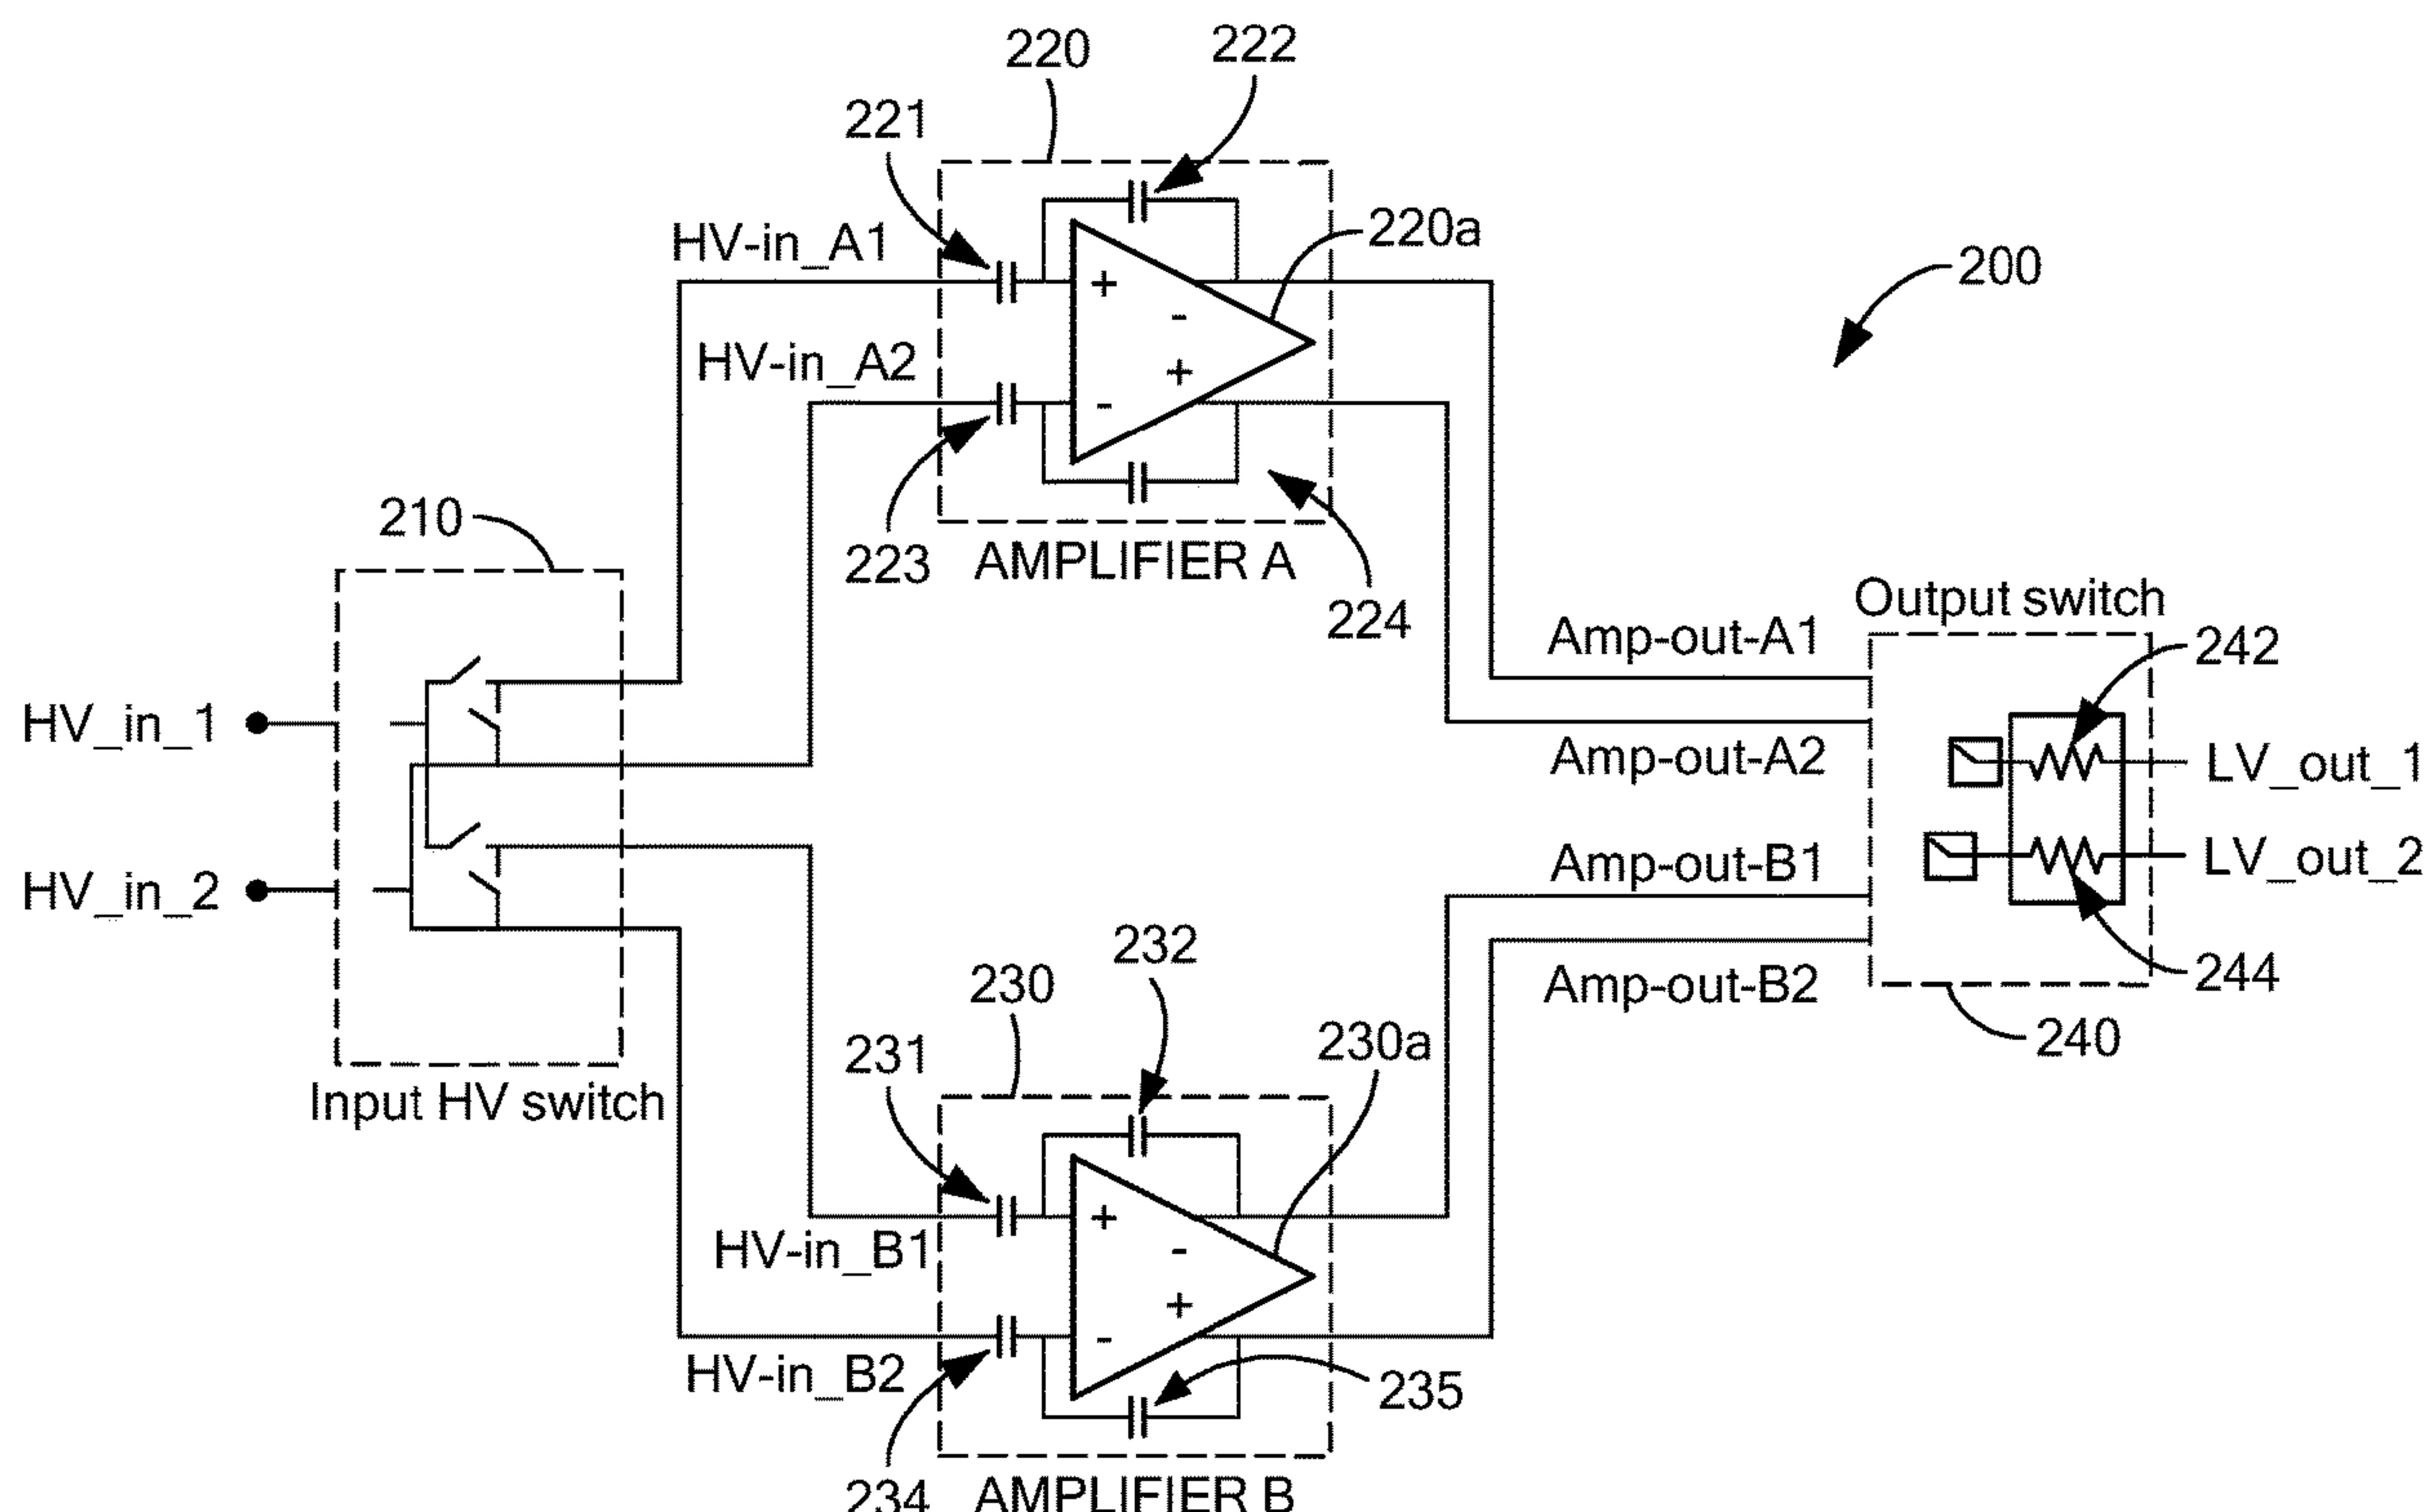 220
222
221
HV-in_A1
220a
200
HV-in_A2
+
-
-
+
210
223
AMPLIFIER A
224
Output switch
Amp-out-A1
242
HV_in_1
Amp-out-A2
LV_out_1
HV_in_2
Amp-out-B1
LV_out_2
232
230
Amp-out-B2
244
231
230a
240
Input HV switch
HV-in_B1
+
-
+
-
HV-in_B2
235
234
AMPLIFIER B